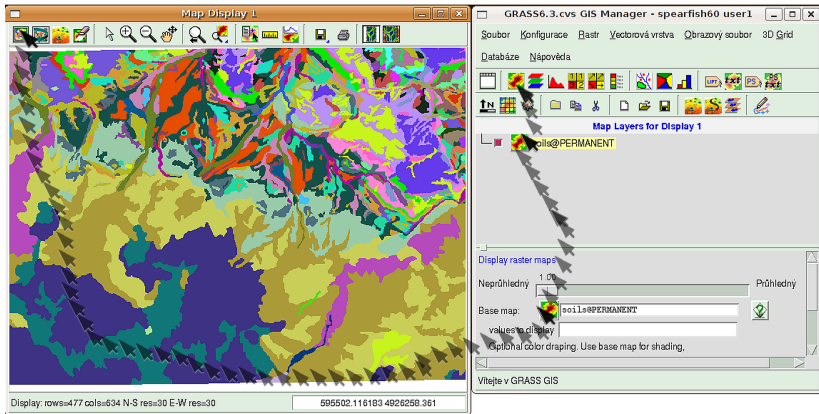 Map Display 1
Display: rows=477 cols=634 N-S res=30 E-W res=30
595502.116183 4926258.361
GRASS6.3.cvs GIS Manager - spearfish60 user1
Soubor Konfigurace Rastr Vectorová vrstva Obrazový soubor 3D Grid
Databáze Nápověda
Map Layers for Display 1
soils@PERMANENT
Display raster maps
1.00
Neprůhledný
Průhledný
Base map:
soils@PERMANENT
values to display
Optional color draping. Use base map for shading,
Vítejte v GRASS GIS